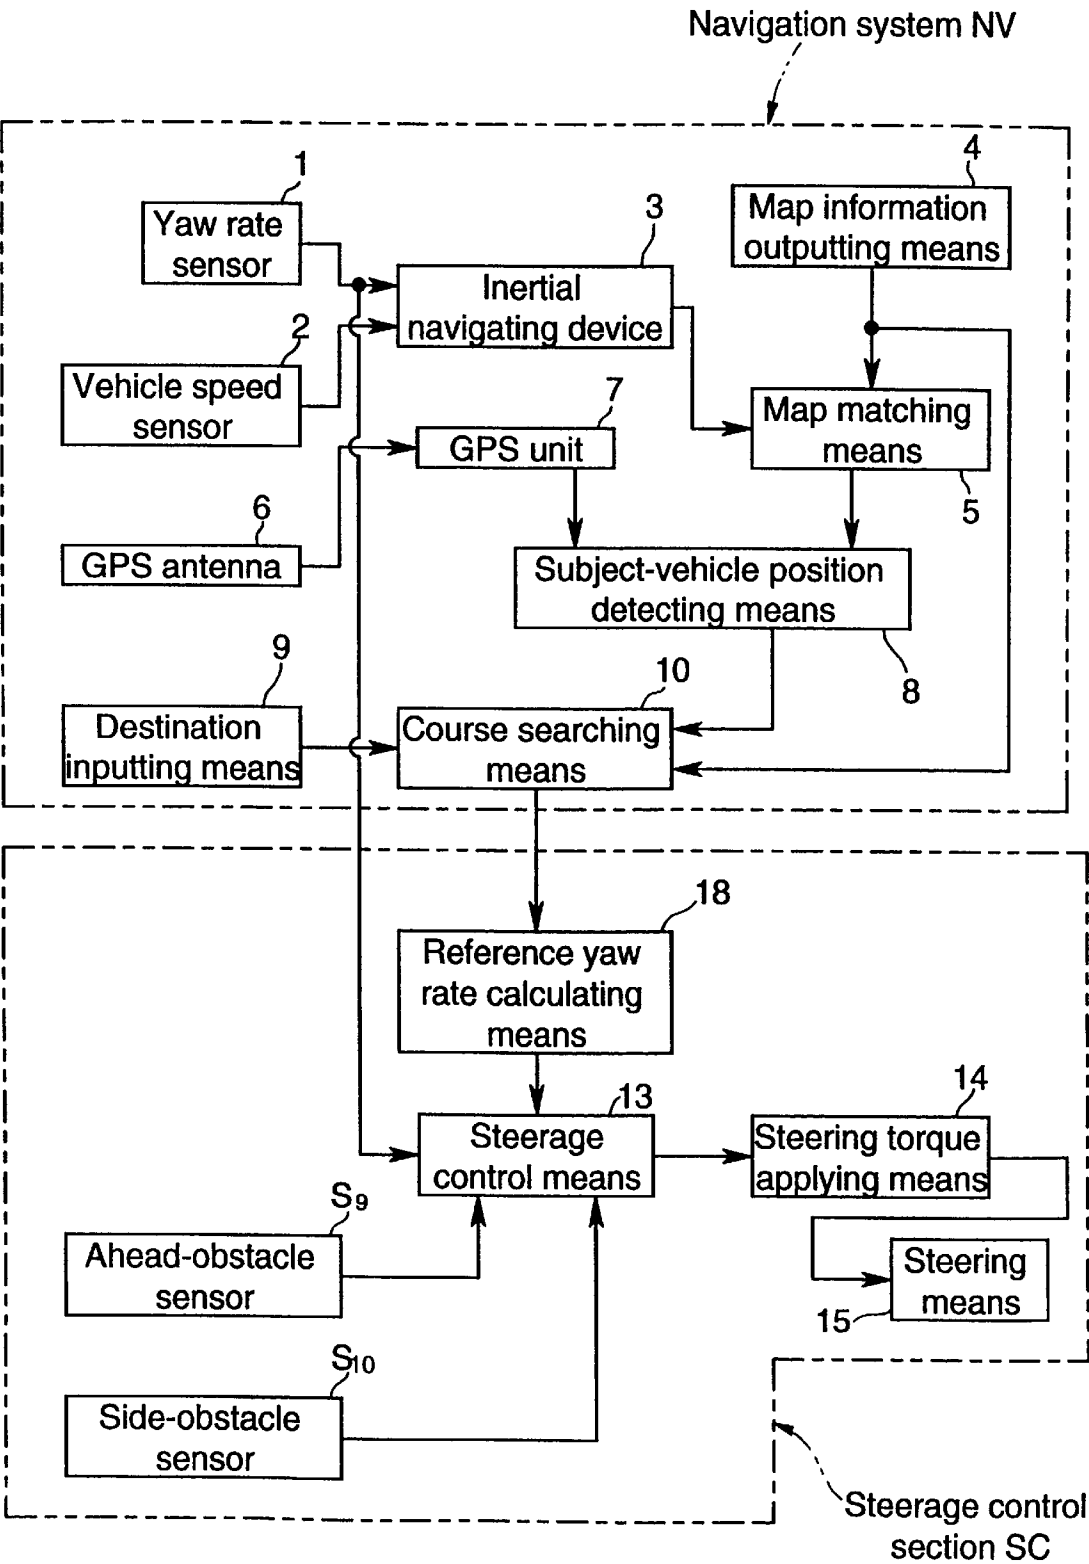 Navigation system NV
1
Yaw rate
sensor
4
Map information
outputting means
3
Inertial
navigating device
2
Vehicle speed
sensor
7
GPS unit
Map matching
means
5
6
GPS antenna
Subject-vehicle position
detecting means
8
9
Destination
inputting means
10
Course searching
means
18
Reference yaw
rate calculating
means
13
Steerage
control means
14
Steering torque
applying means
S9
Ahead-obstacle
sensor
Steering
means
15
S10
Side-obstacle
sensor
Steerage control
section SC